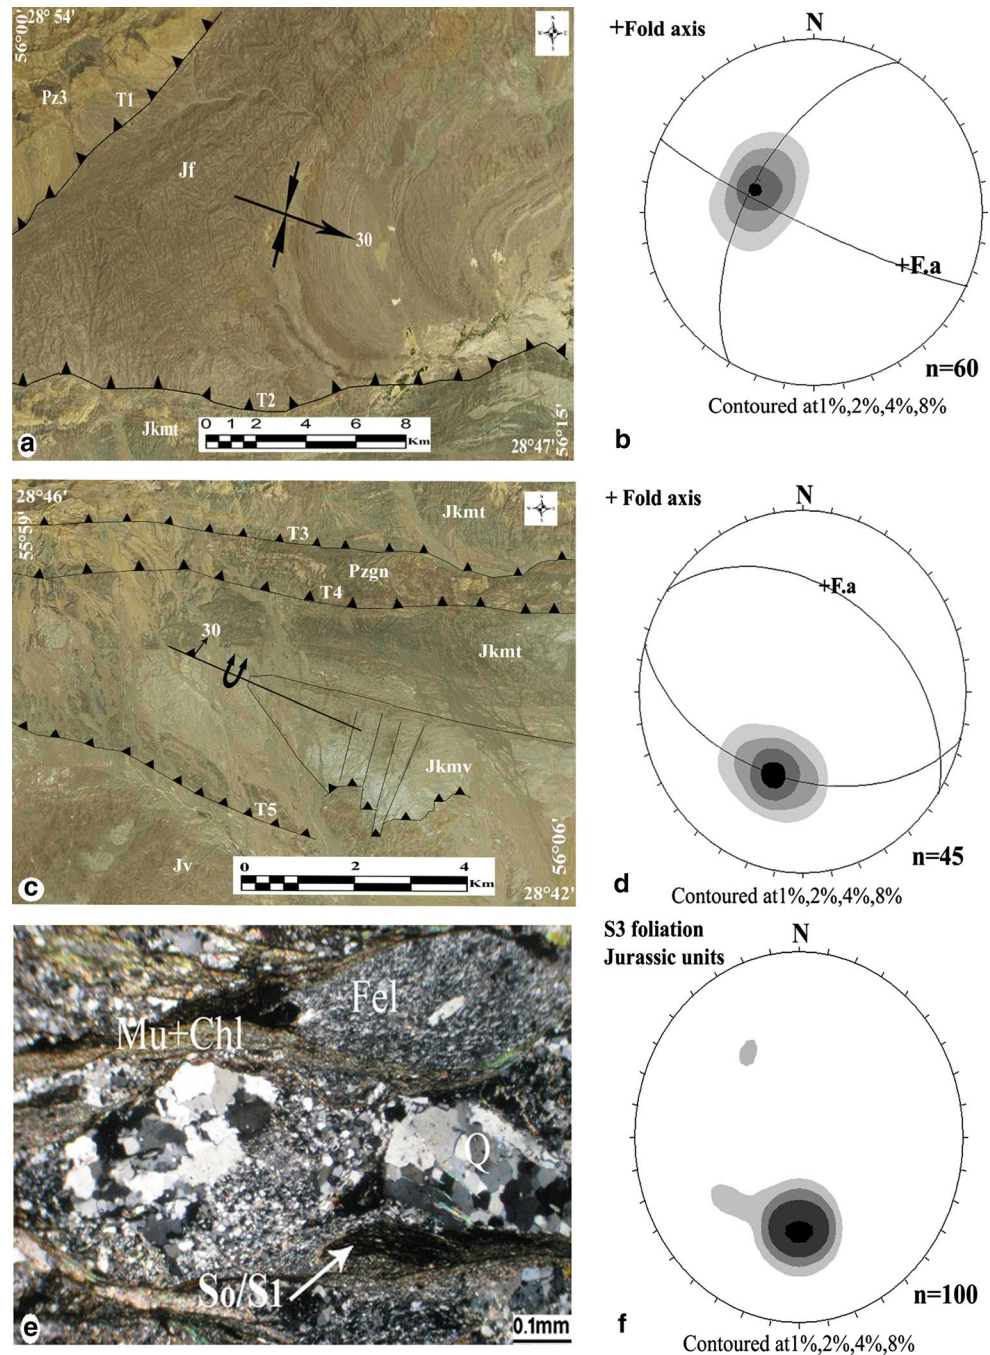 28° 54'
56°00'
Pz3
T1
Jf
30
T2
Jkmt
0 1 2 4 6 8
Km
56°15'
28°47'
a
N
W E
S
+Fold axis
N
+F.a
n=60
Contoured at1%,2%,4%,8%
b
28°46'
55°59'
Jkmt
T3
Pzgn
T4
30
Jkmt
Jkmv
T5
Jv
0 2 4
Km
56°06'
28°42'
c
+ Fold axis
N
+F.a
n=45
Contoured at1%,2%,4%,8%
d
Fel
Mu+Chl
Q
So/S1
0.1mm
e
S3 foliation
Jurassic units
N
n=100
Contoured at1%,2%,4%,8%
f